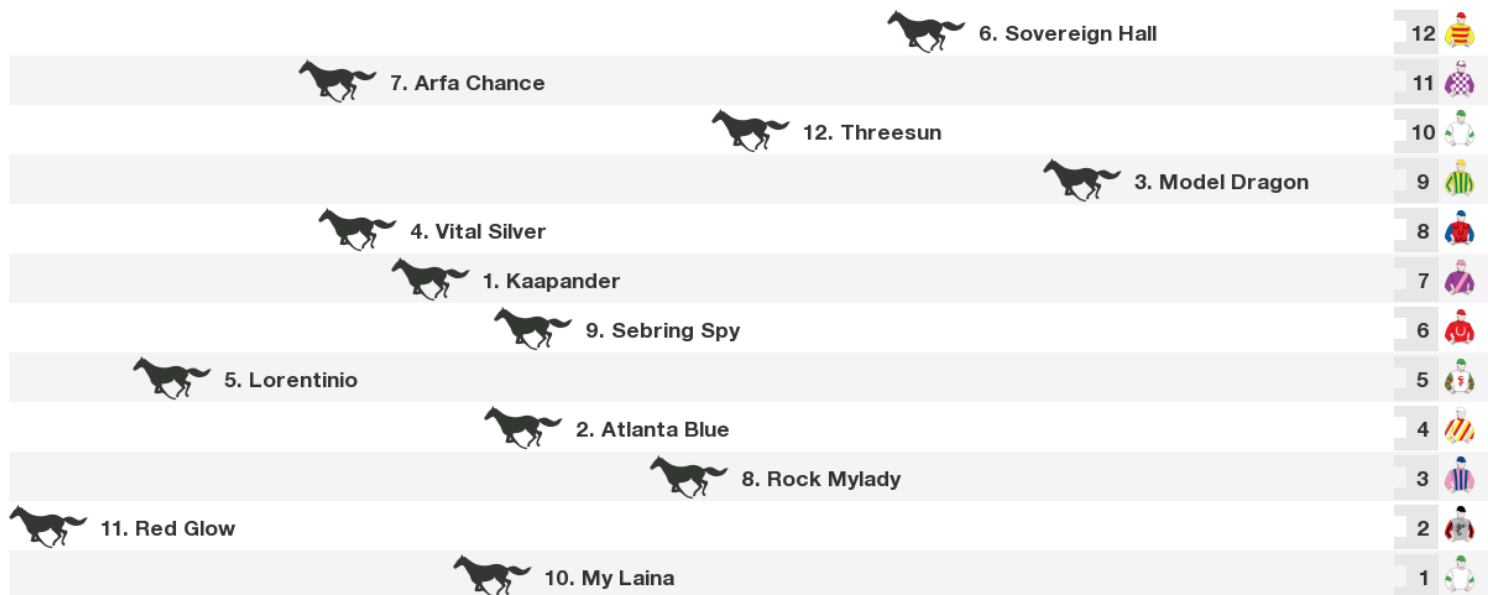 6. Sovereign Hall 12
7. Arfa Chance 11
12. Threesun 10
3. Model Dragon 9
4. Vital Silver 8
1. Kaapander 7
9. Sebring Spy 6
5. Lorentinio 5
2. Atlanta Blue 4
8. Rock Mylady 3
11. Red Glow 2
10. My Laina 1